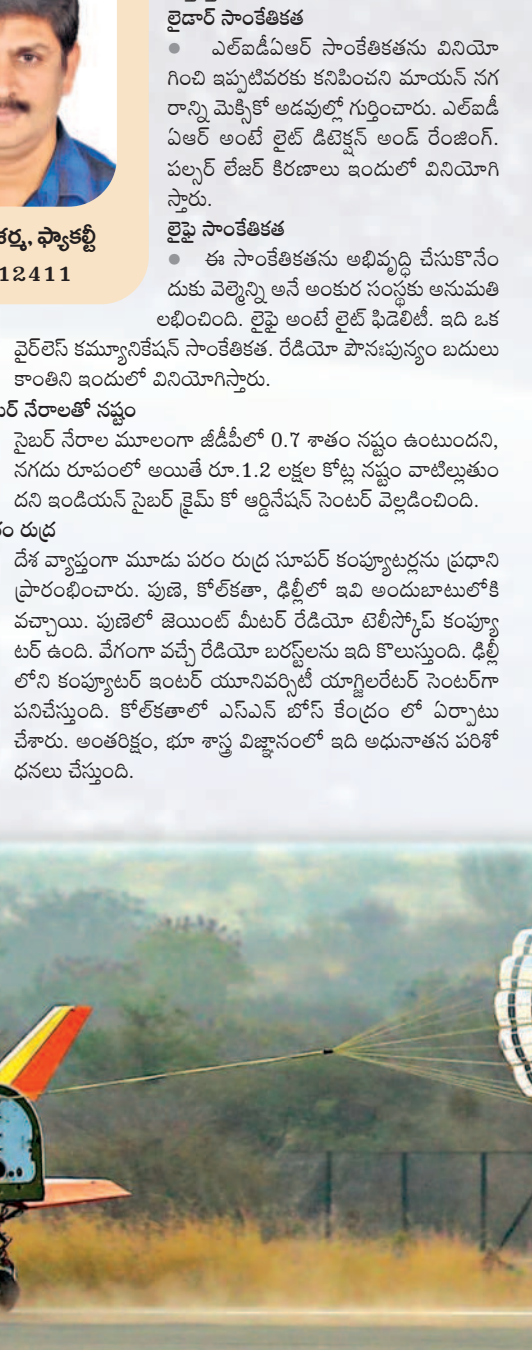 లైడార్ సాంకేతికత
● ఎల్ఐడీఏఆర్ సాంకేతికతను వినియో
గించి ఇప్పటివరకు కనిపించని మాయన్ నగ
రాన్ని మెక్సికో అడవుల్లో గుర్తించారు. ఎల్ఐడీ
ఏఆర్ అంటే లైట్ డిటెక్షన్ అండ్ రేంజింగ్.
పల్సర్ లేజర్ కిరణాలు ఇందులో వినియోగి
స్తారు.
లైఫై సాంకేతికత
● ఈ సాంకేతికతను అభివృద్ధి చేసుకొనేం
దుకు వెల్మెన్ని అనే అంకుర సంస్థకు అనుమతి
లభించింది. లైఫై అంటే లైట్ ఫిడెలిటీ. ఇది ఒక
వైర్‌లెస్ కమ్యూనికేషన్ సాంకేతికత. రేడియో పౌనఃపున్యం బదులు
కాంతిని ఇందులో వినియోగిస్తారు.
శర్మ, ఫ్యాకల్టీ
12411
బర్ నేరాలతో నష్టం
సైబర్ నేరాల మూలంగా జీడీపీలో 0.7 శాతం నష్టం ఉంటుందని,
నగదు రూపంలో అయితే రూ.1.2 లక్షల కోట్ల నష్టం వాటిల్లుతుం
దని ఇండియన్ సైబర్ క్రైమ్ కో ఆర్డినేషన్ సెంటర్ వెల్లడించింది.
రం రుద్ర
దేశ వ్యాప్తంగా మూడు పరం రుద్ర సూపర్ కంప్యూటర్లను ప్రధాని
ప్రారంభించారు. పుణె, కోల్‌కతా, ఢిల్లీలో ఇవి అందుబాటులోకి
వచ్చాయి. పుణెలో జెయింట్ మీటర్ రేడియో టెలీస్కోప్ కంప్యూ
టర్ ఉంది. వేగంగా వచ్చే రేడియో బరస్ట్‌లను ఇది కొలుస్తుంది. ఢిల్లీ
లోని కంప్యూటర్ ఇంటర్ యూనివర్సిటీ యాగ్జిలరేటర్ సెంటర్‌గా
పనిచేస్తుంది. కోల్‌కతాలో ఎస్ఎన్ బోస్ కేంద్రం లో ఏర్పాటు
చేశారు. అంతరిక్షం, భూ శాస్త్ర విజ్ఞానంలో ఇది అధునాతన పరిశో
ధనలు చేస్తుంది.